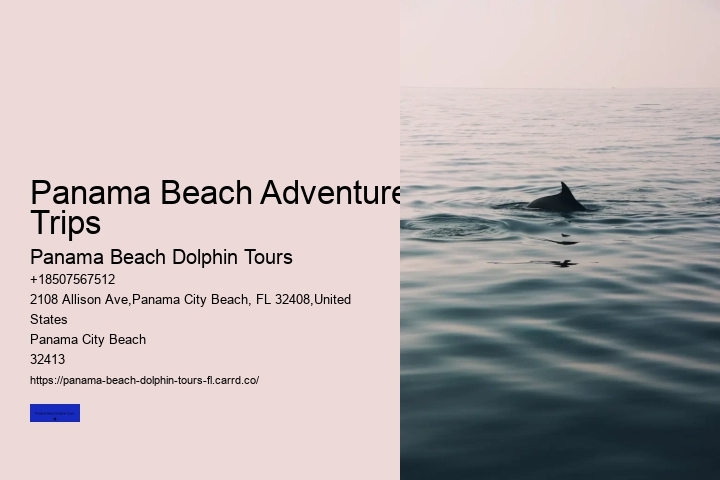 Panama Beach Adventure
Trips
Panama Beach Dolphin Tours
+18507567512
2108 Allison Ave,Panama City Beach, FL 32408,United
States
Panama City Beach
32413
https://panama-beach-dolphin-tours-fl.carrd.co/